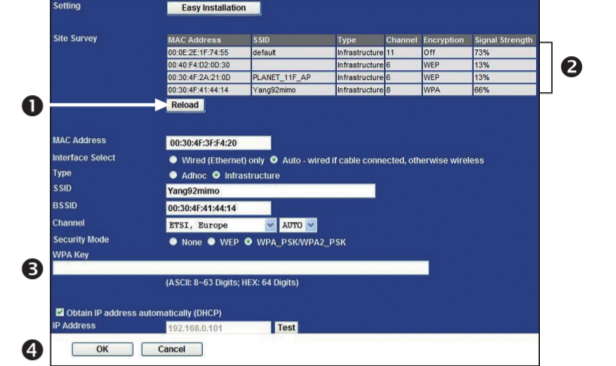 Setting Easy Installation
Site Survey MAC Address SSID Type Channel Encryption Signal Strength
00:0E:2E:1F:74:55 default Infrastructure 11 Off 73%
00:40:F4:D2:0D:30 Infrastructure 6 WEP 13%
00:30:4F:2A:21:0D PLANET_11F_AP Infrastructure 6 WEP 13%
00:30:4F:41:44:14 Yang92mimo Infrastructure 8 WPA 66%
2
1 Reload
MAC Address 00:30:4F:3F:F4:20
Interface Select Wired (Ethernet) only Auto - wired if cable connected, otherwise wireless
Type Adhoc Infrastructure
SSID Yang92mimo
BSSID 00:30:4F:41:44:14
Channel ETSI, Europe AUTO
Security Mode None WEP WPA_PSK/WPA2_PSK
WPA Key
3
(ASCII: 8~63 Digits; HEX: 64 Digits)
Obtain IP address automatically (DHCP)
IP Address 192.168.0.101 Test
4 OK Cancel